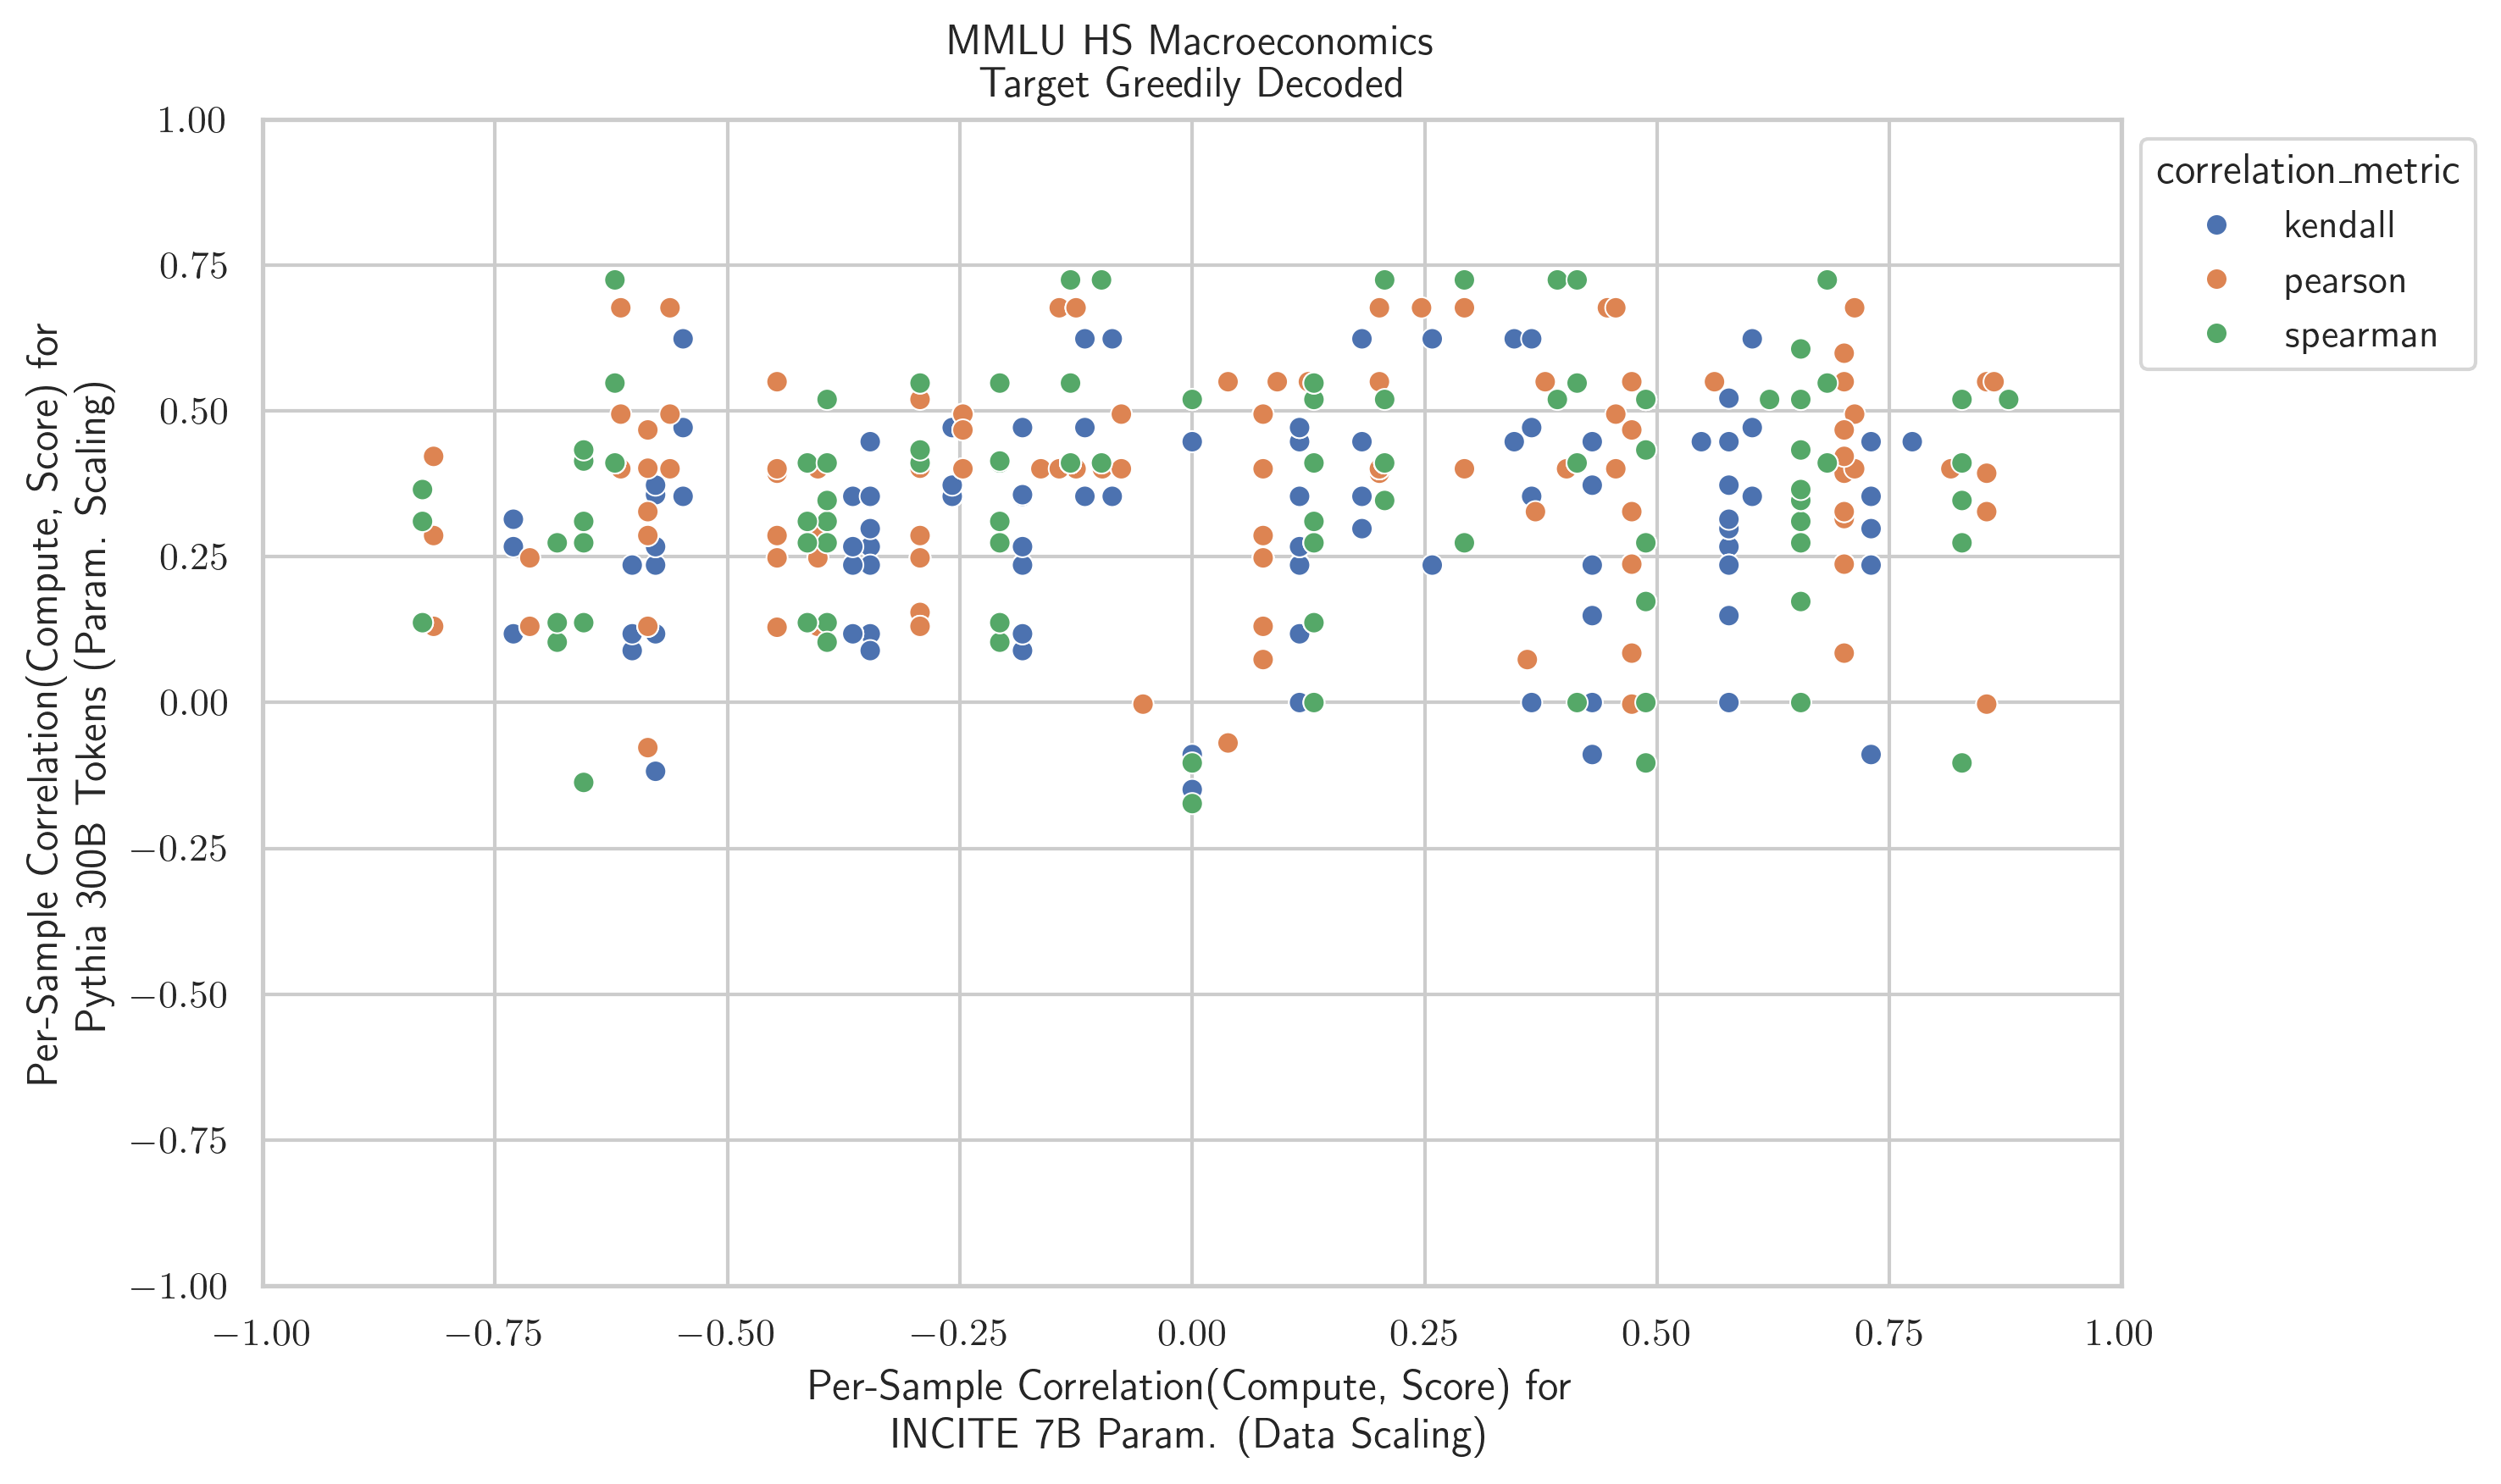 MMLU HS Macroeconomics
Target Greedily Decoded
Per-Sample Correlation(Compute, Score) for
Pythia 300B Tokens (Param. Scaling)
1.00
0.75
0.50
0.25
0.00
−0.25
−0.50
−0.75
−1.00
correlation_metric
kendall
pearson
spearman
−1.00 −0.75 −0.50 −0.25 0.00 0.25 0.50 0.75 1.00
Per-Sample Correlation(Compute, Score) for
INCITE 7B Param. (Data Scaling)